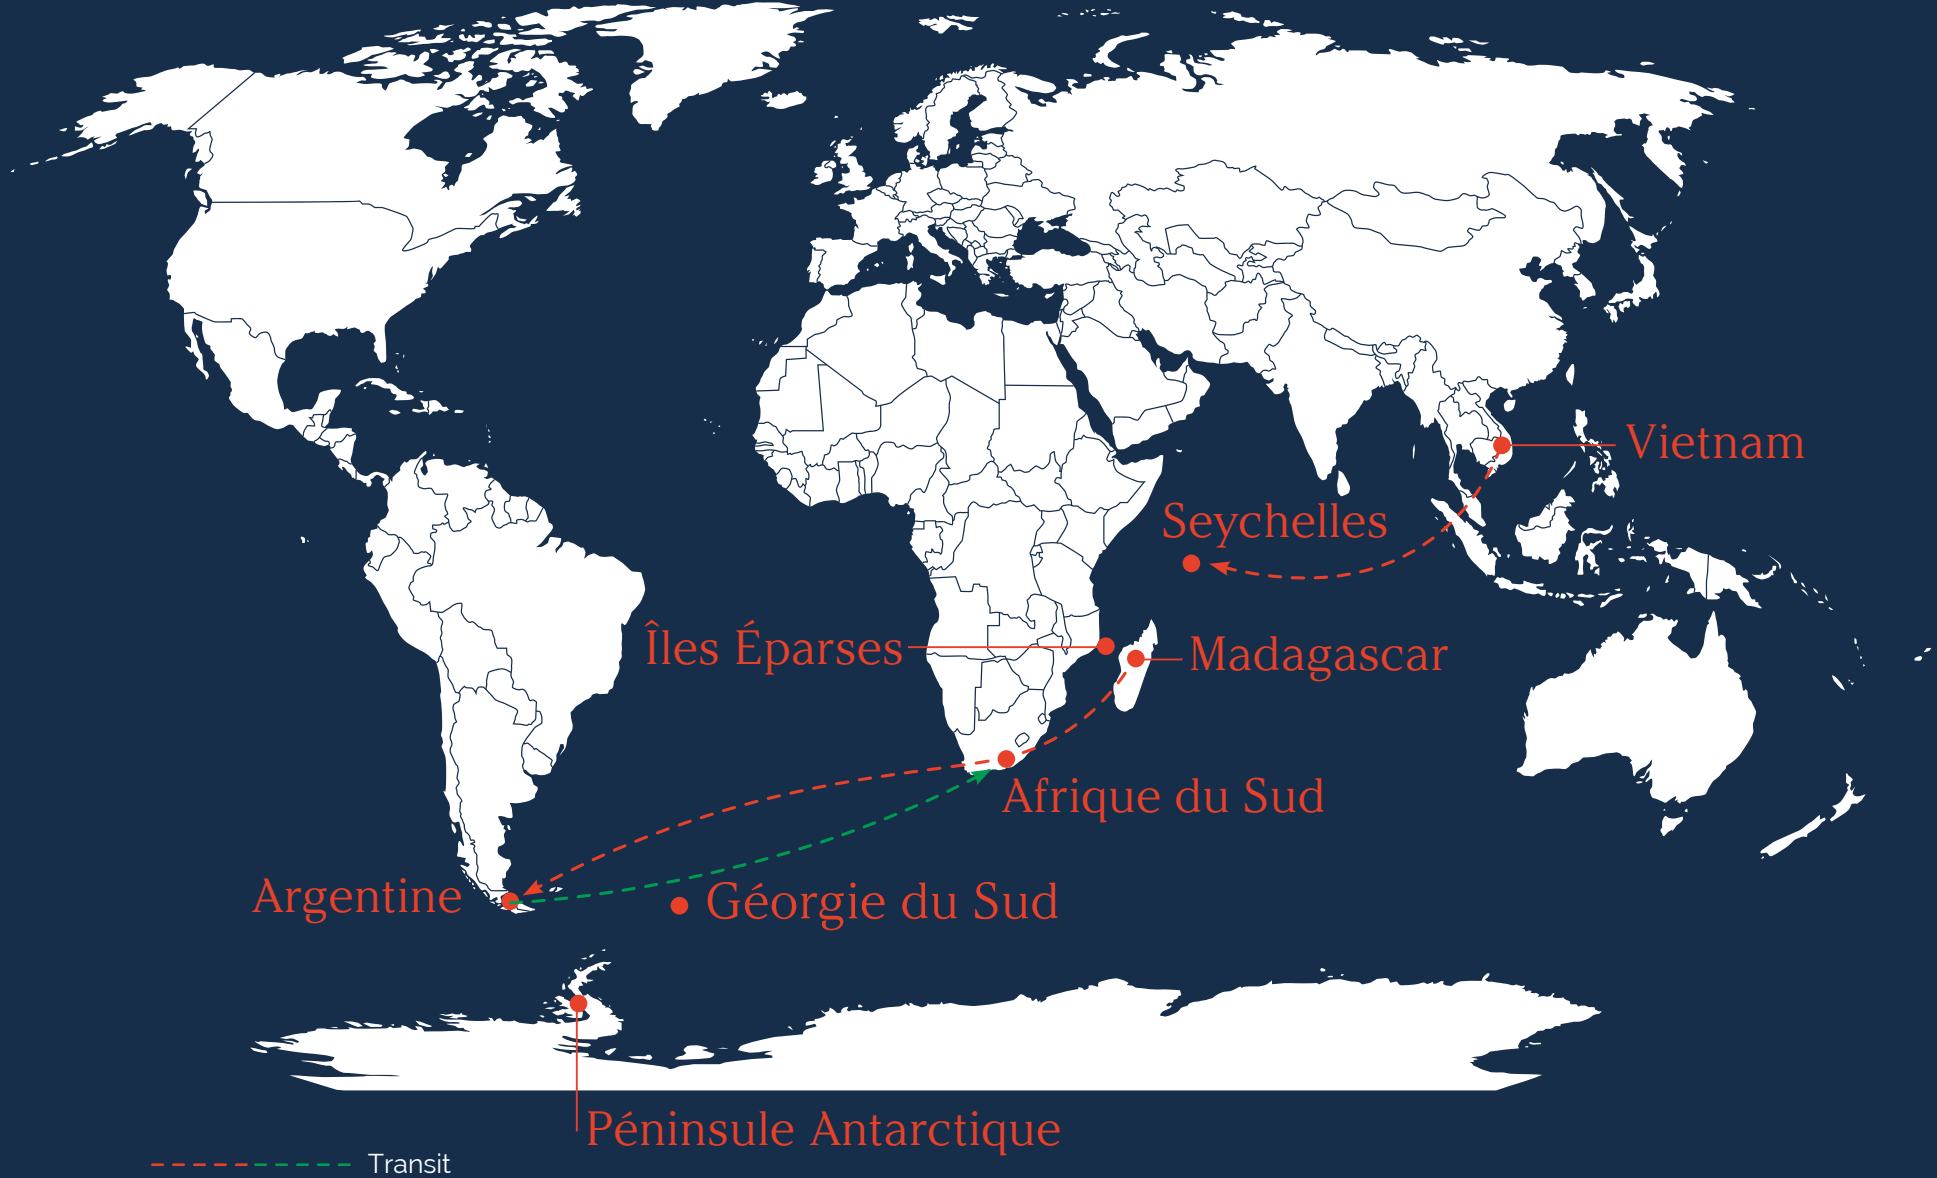 Vietnam
Seychelles
Îles Éparses
Madagascar
Afrique du Sud
Argentine
Géorgie du Sud
Péninsule Antarctique
Transit